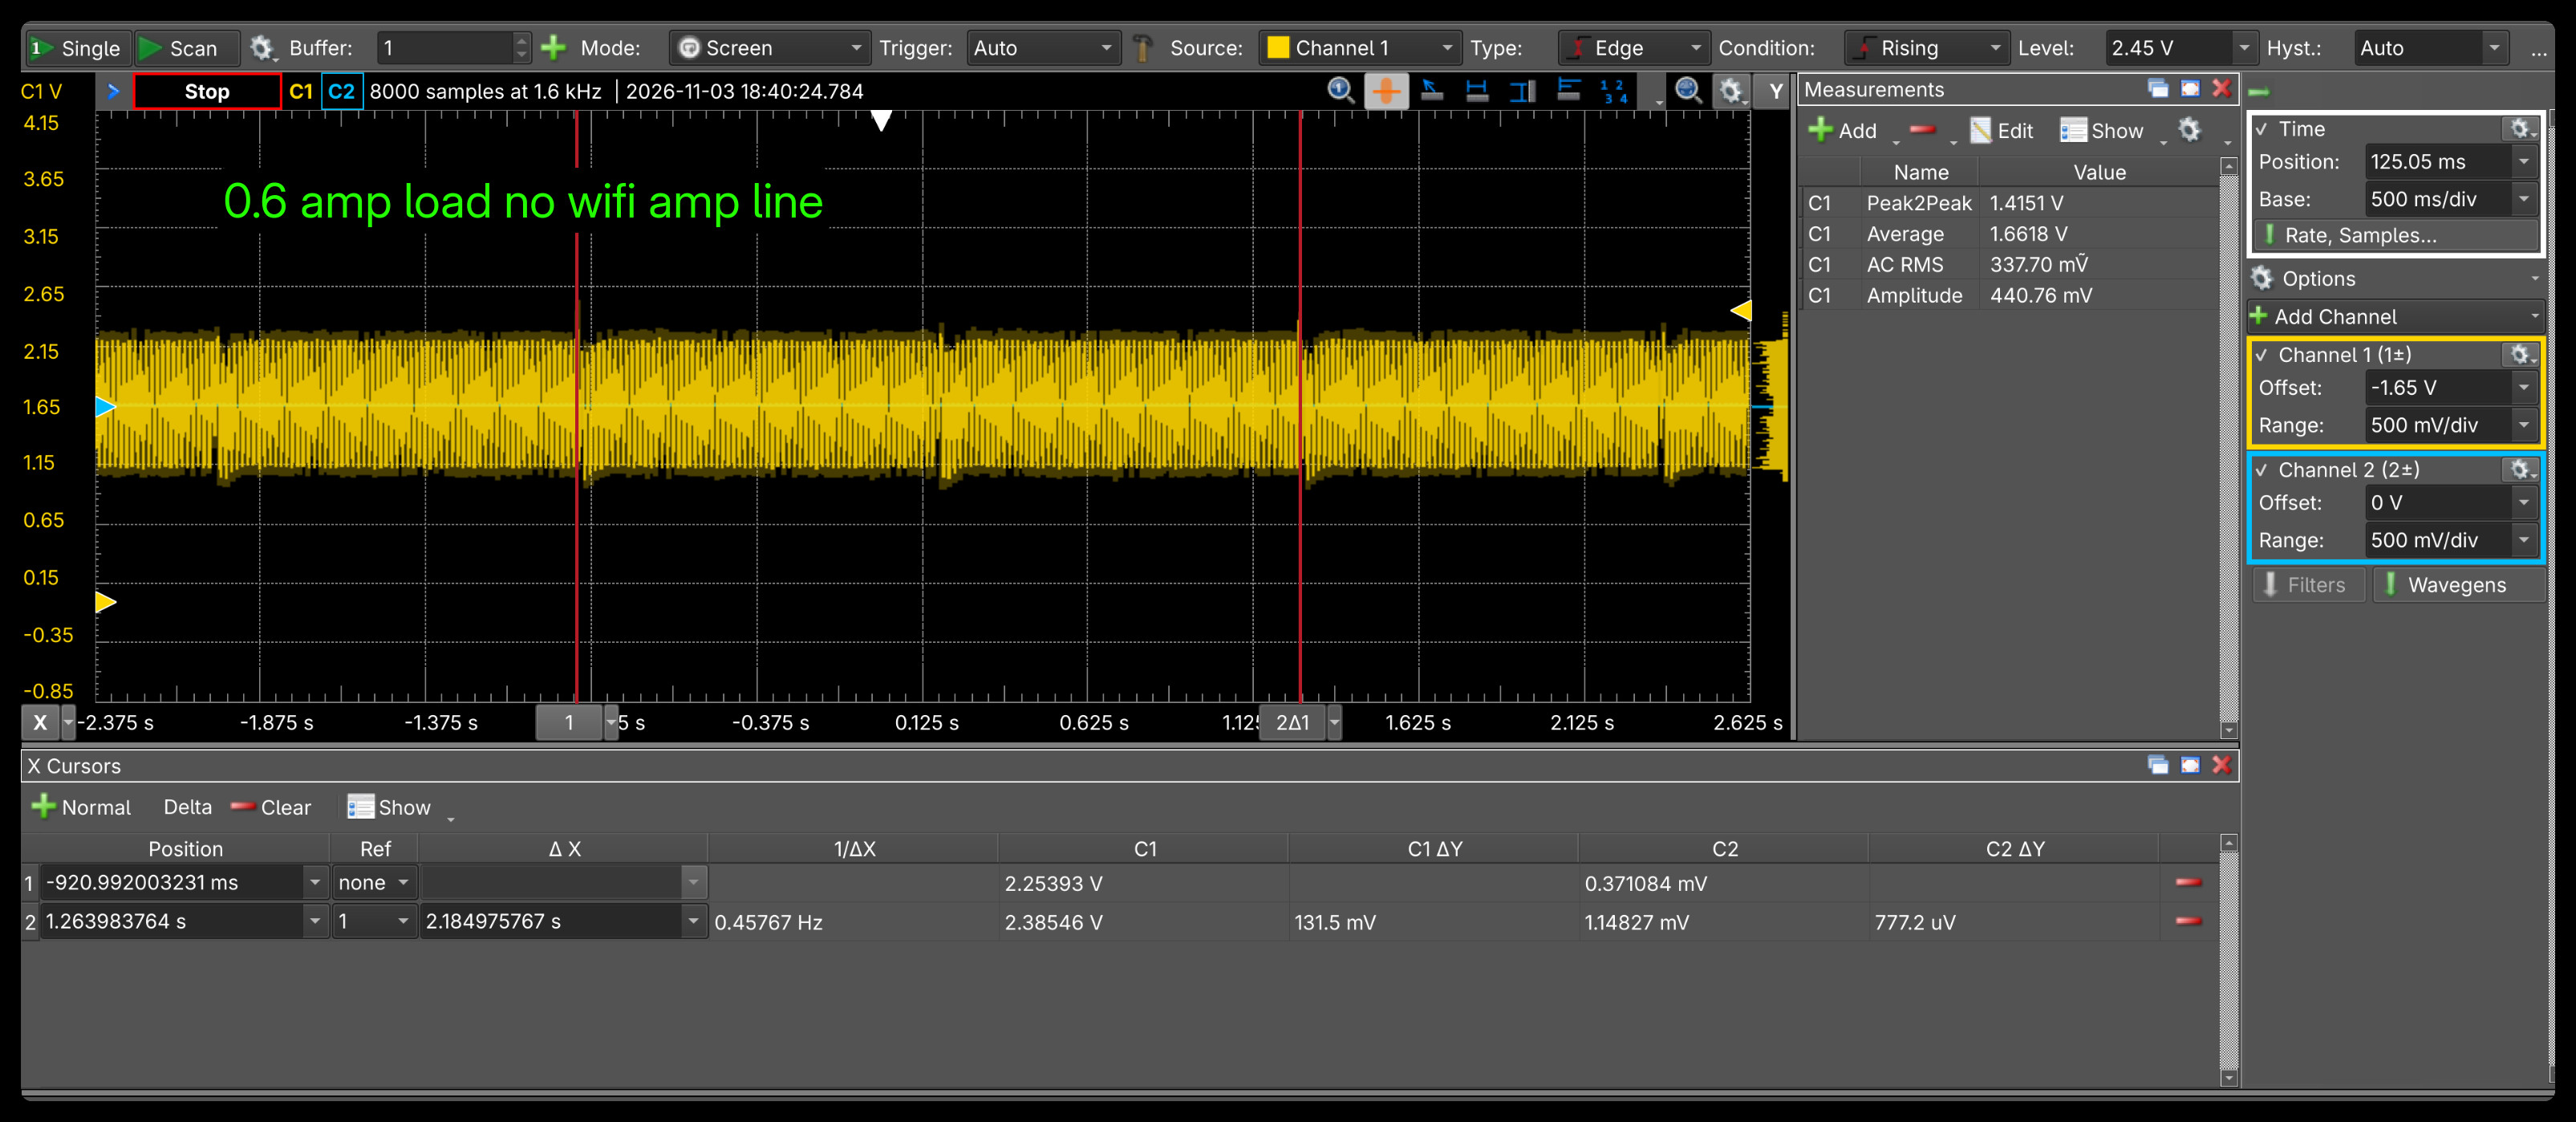 Single Scan Buffer: 1 Mode: Screen Trigger: Auto Source: Channel 1 Type: Edge Condition: Rising Level: 2.45 V Hyst.: Auto ...
C1 V Stop C1 C2 8000 samples at 1.6 kHz | 2026-11-03 18:40:24.784 Y
4.15
3.65
3.15
2.65
2.15
1.65
1.15
0.65
0.15
-0.35
-0.85
0.6 amp load no wifi amp line
X -2.375 s -1.875 s -1.375 s 1 5 s -0.375 s 0.125 s 0.625 s 1.125 2Δ1 1.625 s 2.125 s 2.625 s
Measurements
Add Edit Show
Name Value
C1 Peak2Peak 1.4151 V
C1 Average 1.6618 V
C1 AC RMS 337.70 mṼ
C1 Amplitude 440.76 mV
Time
Position: 125.05 ms
Base: 500 ms/div
Rate, Samples...
Options
Add Channel
Channel 1 (1±)
Offset: -1.65 V
Range: 500 mV/div
Channel 2 (2±)
Offset: 0 V
Range: 500 mV/div
Filters Wavegens
X Cursors
Normal Delta Clear Show
Position Ref Δ X 1/ΔX C1 C1 ΔY C2 C2 ΔY
1 -920.992003231 ms none 2.25393 V 0.371084 mV
2 1.263983764 s 1 2.184975767 s 0.45767 Hz 2.38546 V 131.5 mV 1.14827 mV 777.2 uV